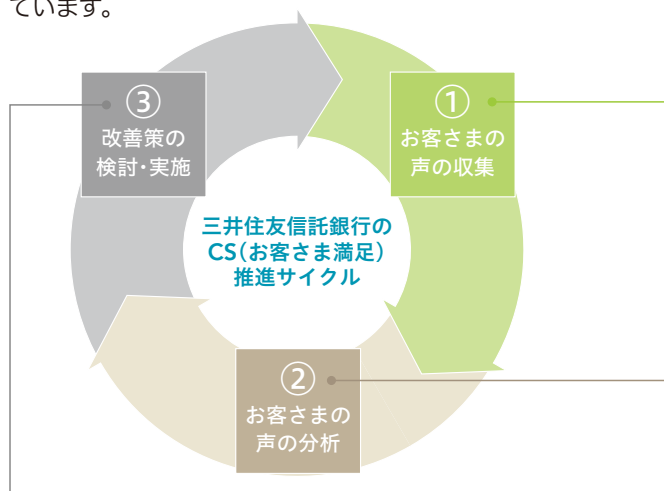 ています。
①
お客さまの
声の収集
②
お客さまの
声の分析
③
改善策の
検討・実施
三井住友信託銀行の
CS(お客さま満足)
推進サイクル